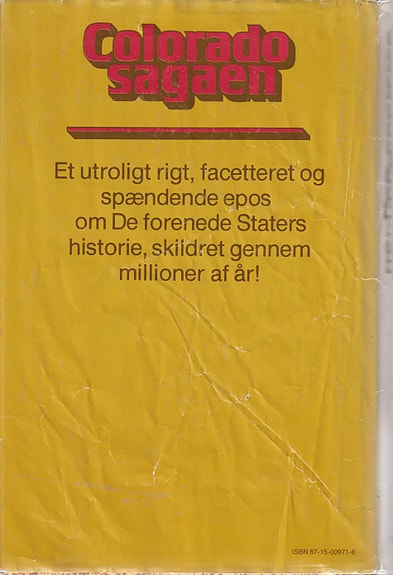 Colorado
sagaen
Et utroligt rigt, facetteret og
spændende epos
om De forenede Staters
historie, skildret gennem
millioner af år!
ISBN 87-15-00971-8